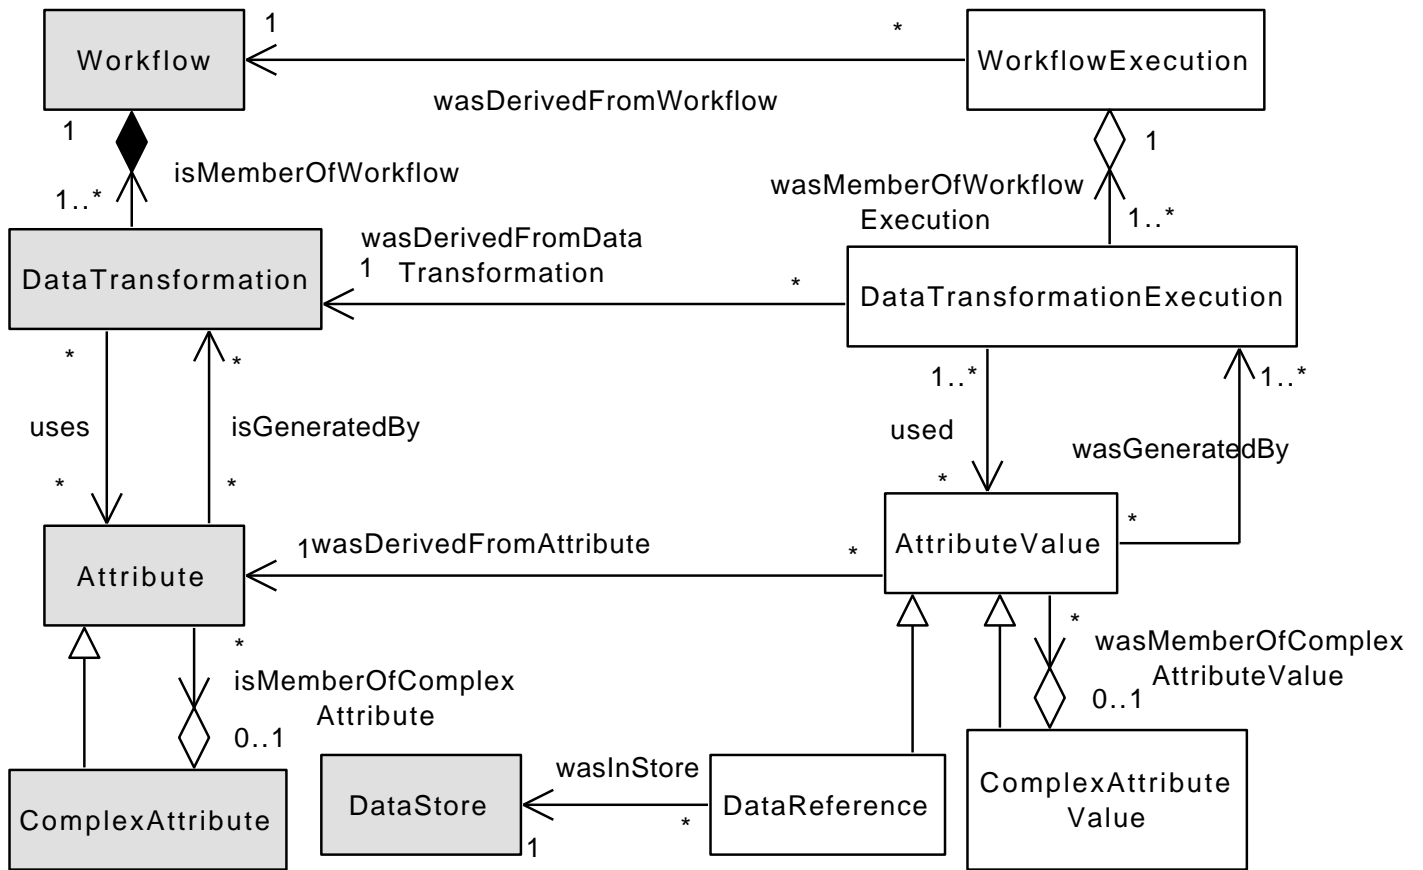 1
*
Workflow
WorkflowExecution
wasDerivedFromWorkflow
1
1
isMemberOfWorkflow
wasMemberOfWorkflow
Execution
1..*
1..*
wasDerivedFromData
Transformation
1
*
DataTransformation
DataTransformationExecution
*
*
1..*
1..*
uses
isGeneratedBy
used
wasGeneratedBy
*
*
*
*
1
wasDerivedFromAttribute
*
AttributeValue
Attribute
*
*
isMemberOfComplex
Attribute
wasMemberOfComplex
AttributeValue
0..1
0..1
wasInStore
ComplexAttribute
DataStore
DataReference
ComplexAttribute
Value
1
*